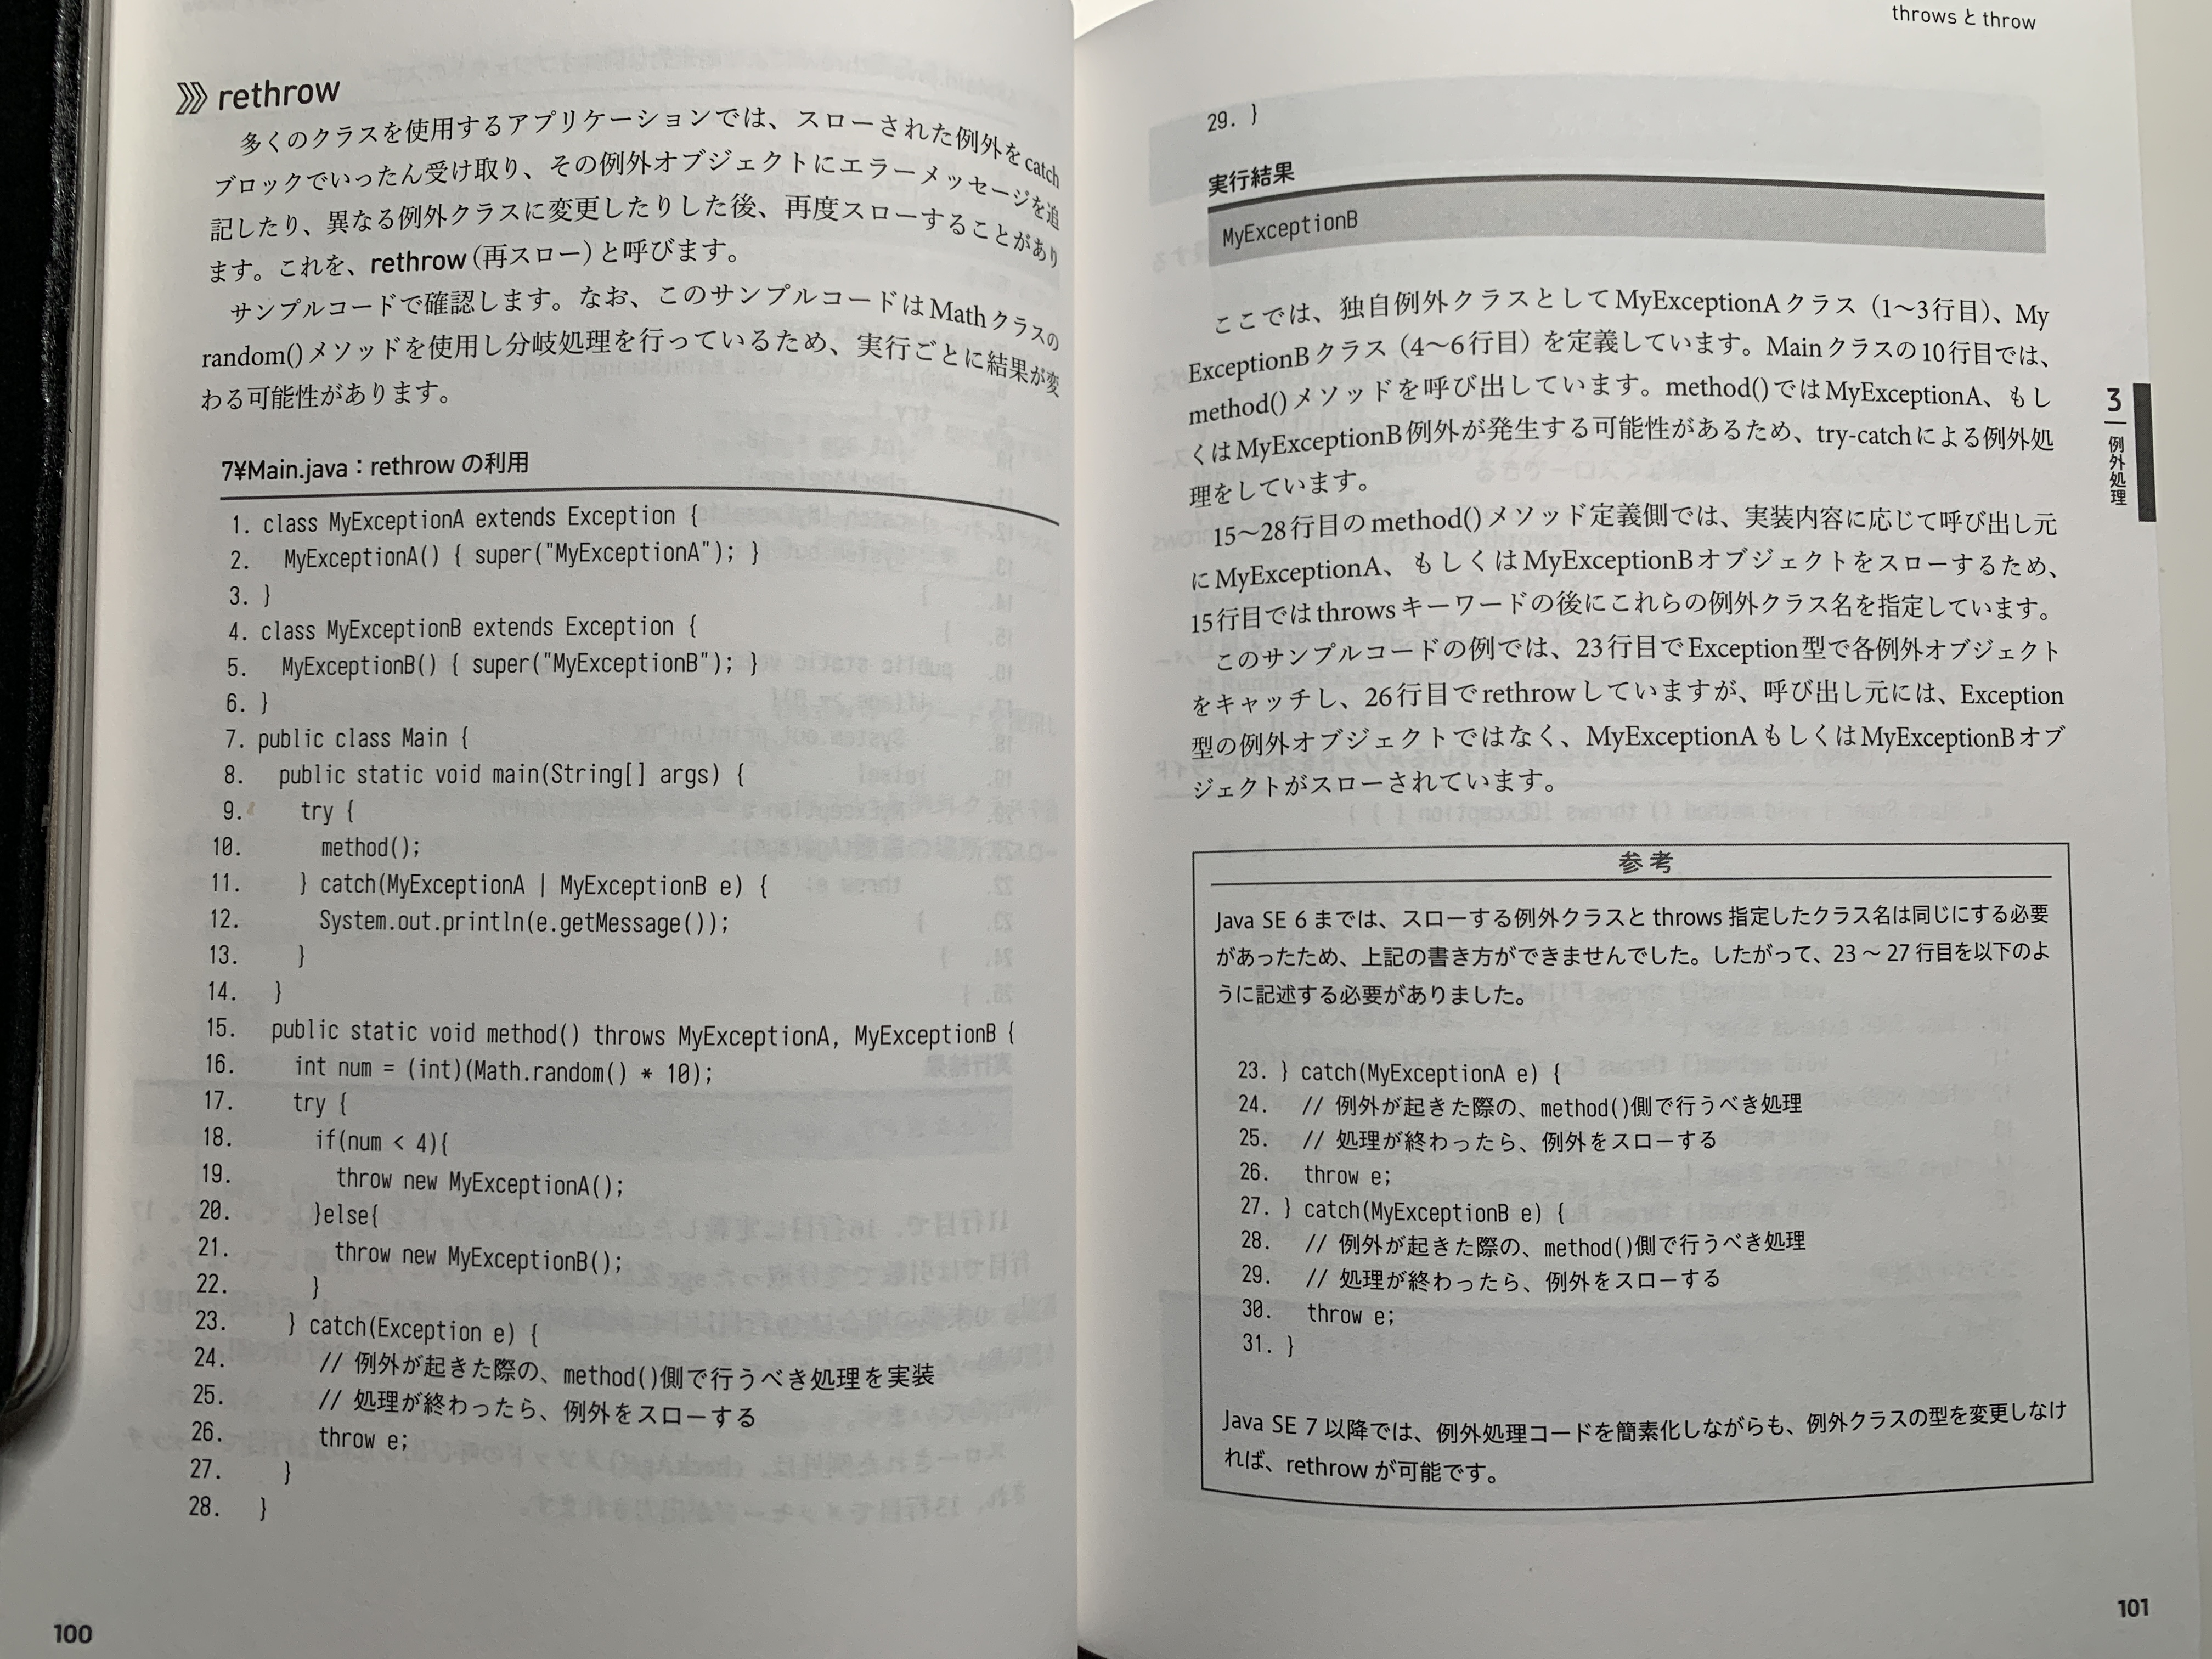 rethrow
多くのクラスを使用するアプリケーションでは、スローされた例外をcatch
ブロックでいったん受け取り、その例外オブジェクトにエラーメッセージを追
記したり、異なる例外クラスに変更したりした後、再度スローすることがあり
ます。これを、rethrow（再スロー）と呼びます。
サンプルコードで確認します。なお、このサンプルコードはMathクラスの
random()メソッドを使用し分岐処理を行っているため、実行ごとに結果が変
わる可能性があります。
7¥Main.java：rethrowの利用
1. class MyExceptionA extends Exception {
2.   MyExceptionA() { super("MyExceptionA"); }
3. }
4. class MyExceptionB extends Exception {
5.   MyExceptionB() { super("MyExceptionB"); }
6. }
7. public class Main {
8.   public static void main(String[] args) {
9.     try {
10.       method();
11.     } catch(MyExceptionA | MyExceptionB e) {
12.       System.out.println(e.getMessage());
13.     }
14.   }
15.   public static void method() throws MyExceptionA, MyExceptionB {
16.     int num = (int)(Math.random() * 10);
17.     try {
18.       if(num < 4){
19.         throw new MyExceptionA();
20.       }else{
21.         throw new MyExceptionB();
22.       }
23.     } catch(Exception e) {
24.       // 例外が起きた際の、method()側で行うべき処理を実装
25.       // 処理が終わったら、例外をスローする
26.       throw e;
27.     }
28.   }
100
throws と throw
29. }
実行結果
MyExceptionB
ここでは、独自例外クラスとしてMyExceptionAクラス（1〜3行目）、My
ExceptionBクラス（4〜6行目）を定義しています。Mainクラスの10行目では、
method()メソッドを呼び出しています。method()ではMyExceptionA、もし
くはMyExceptionB例外が発生する可能性があるため、try-catchによる例外処
理をしています。
15〜28行目のmethod()メソッド定義側では、実装内容に応じて呼び出し元
にMyExceptionA、もしくはMyExceptionBオブジェクトをスローするため、
15行目ではthrowsキーワードの後にこれらの例外クラス名を指定しています。
このサンプルコードの例では、23行目でException型で各例外オブジェクト
をキャッチし、26行目でrethrowしていますが、呼び出し元には、Exception
型の例外オブジェクトではなく、MyExceptionAもしくはMyExceptionBオブ
ジェクトがスローされています。
参考
Java SE 6 までは、スローする例外クラスと throws 指定したクラス名は同じにする必要
があったため、上記の書き方ができませんでした。したがって、23 〜 27 行目を以下のよ
うに記述する必要がありました。
23. } catch(MyExceptionA e) {
24.   // 例外が起きた際の、method()側で行うべき処理
25.   // 処理が終わったら、例外をスローする
26.   throw e;
27. } catch(MyExceptionB e) {
28.   // 例外が起きた際の、method()側で行うべき処理
29.   // 処理が終わったら、例外をスローする
30.   throw e;
31. }
Java SE 7 以降では、例外処理コードを簡素化しながらも、例外クラスの型を変更しなけ
れば、rethrow が可能です。
3
例外処理
101